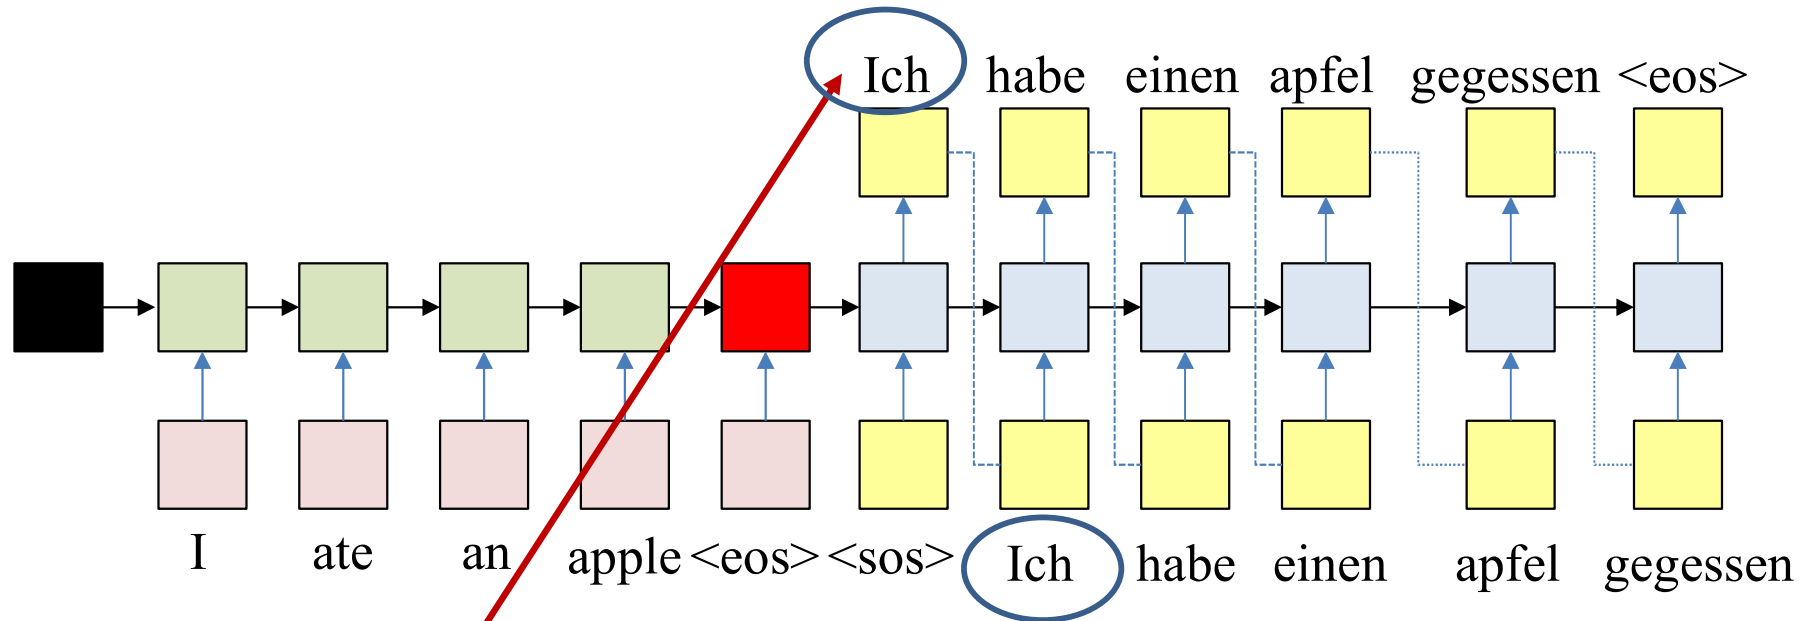 Ich habe einen apfel gegessen <eos>
I ate an apple <eos> <sos> Ich habe einen apfel gegessen